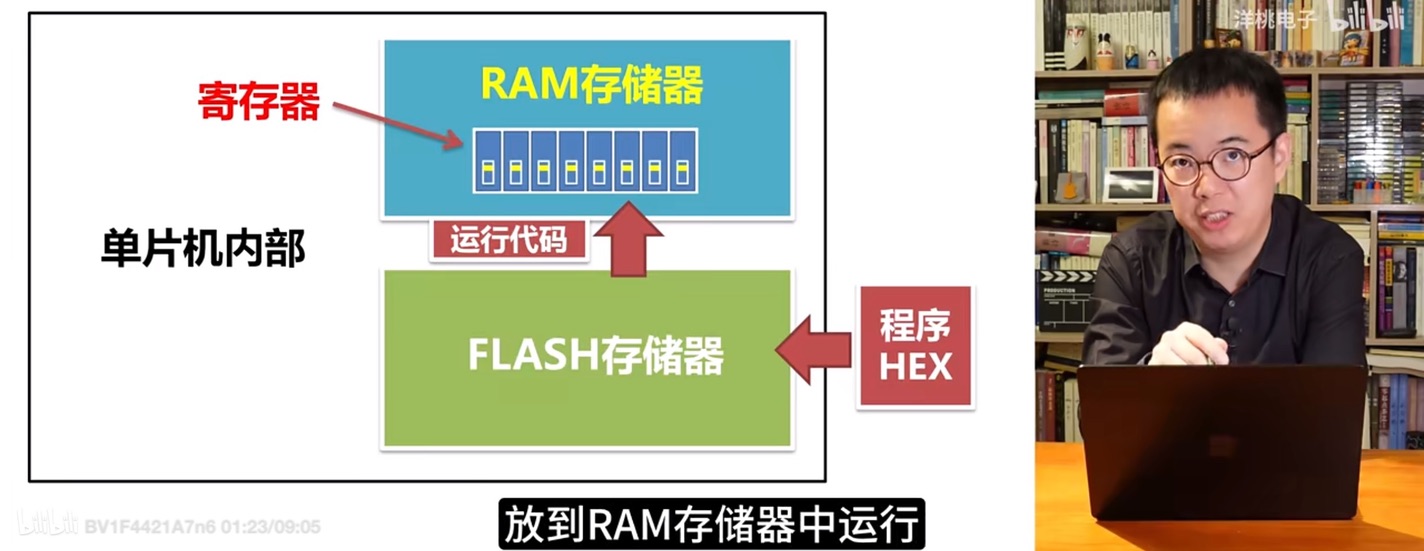 RAM存储器
寄存器
单片机内部
运行代码
FLASH存储器
程序
HEX
放到RAM存储器中运行
bilibili BV1F4421A7n6 01:23/09:05
洋桃电子 bilibili
PRODUCTION